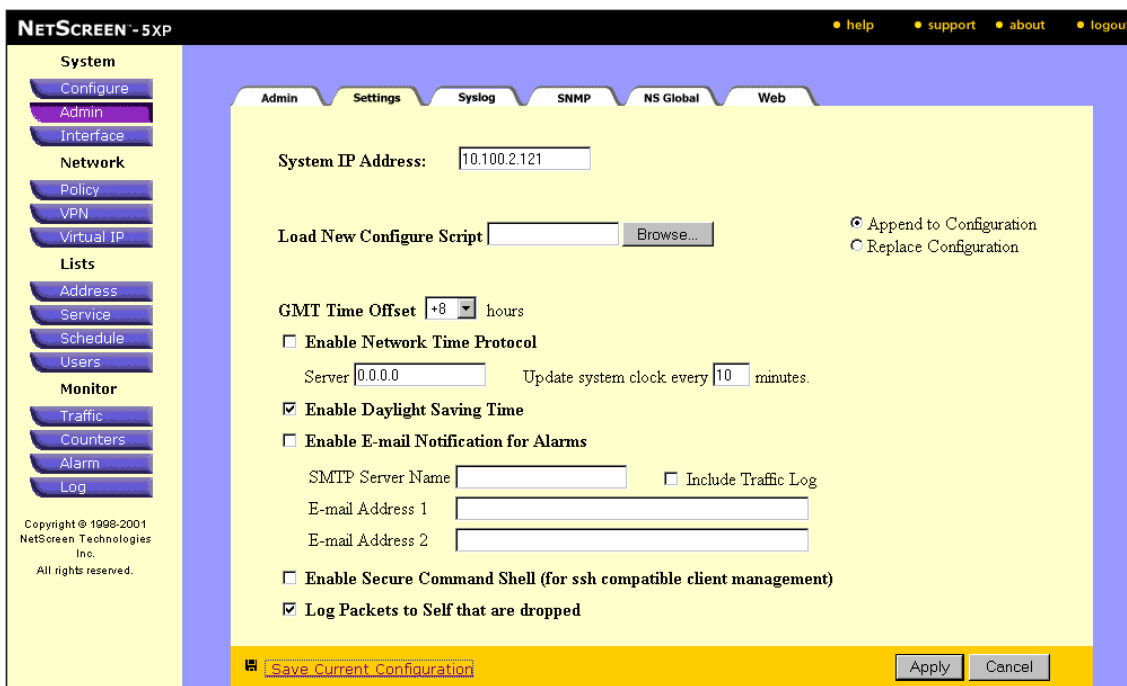 NETSCREEN™-5XP
help support about logout
System
Configure
Admin
Interface
Network
Policy
VPN
Virtual IP
Lists
Address
Service
Schedule
Users
Monitor
Traffic
Counters
Alarm
Log
Copyright © 1998-2001
NetScreen Technologies
Inc.
All rights reserved.
Admin Settings Syslog SNMP NS Global Web
System IP Address: 10.100.2.121
Load New Configure Script Browse... Append to Configuration
Replace Configuration
GMT Time Offset +8 hours
Enable Network Time Protocol
Server 0.0.0.0 Update system clock every 10 minutes.
Enable Daylight Saving Time
Enable E-mail Notification for Alarms
SMTP Server Name Include Traffic Log
E-mail Address 1
E-mail Address 2
Enable Secure Command Shell (for ssh compatible client management)
Log Packets to Self that are dropped
Save Current Configuration Apply Cancel